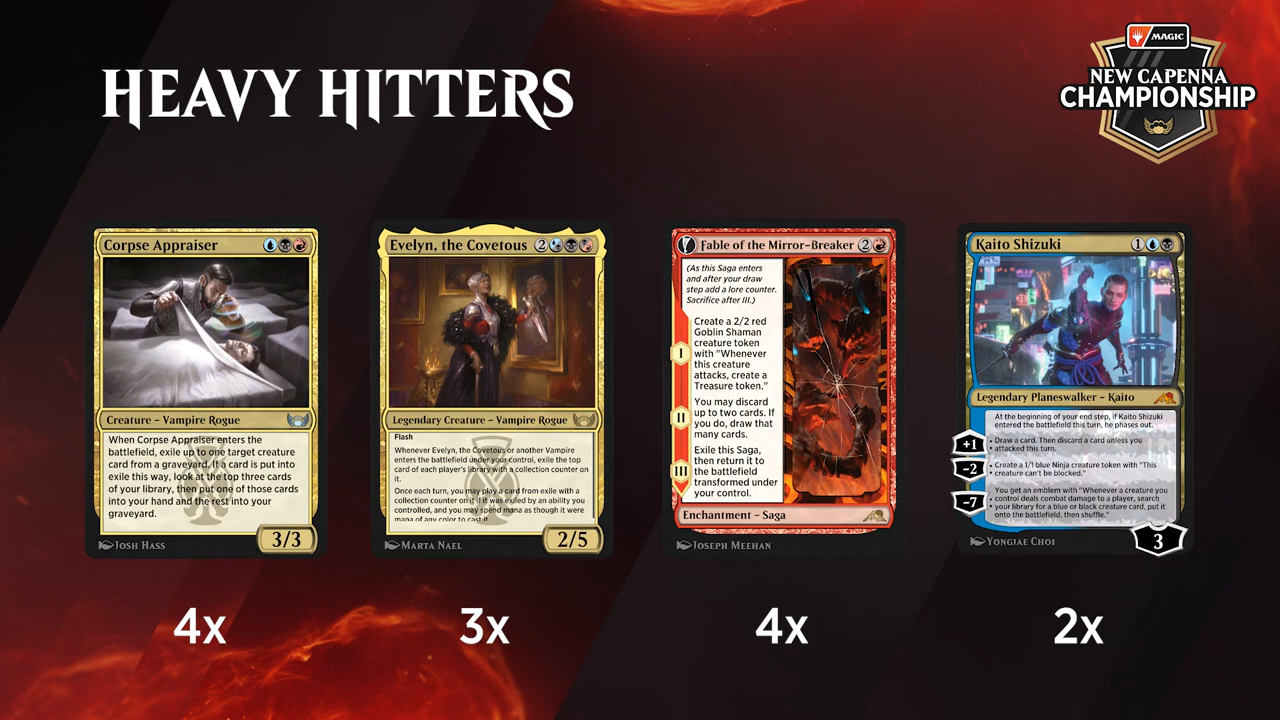 HEAVY HITTERS
MAGIC
NEW CAPENNA
CHAMPIONSHIP
Corpse Appraiser
Creature – Vampire Rogue
When Corpse Appraiser enters the
battlefield, exile up to one target creature
card from a graveyard. If a card is put into
exile this way, look at the top three cards
of your library, then put one of those cards
into your hand and the rest into your
graveyard.
3/3
Josh Hass
4x
Evelyn, the Covetous 2
Legendary Creature – Vampire Rogue
Flash
Whenever Evelyn, the Covetous or another Vampire
enters the battlefield under your control, exile the top
card of each player's library with a collection counter on
it.
Once each turn, you may play a card from exile with a
collection counter on it if it was exiled by an ability you
controlled, and you may spend mana as though it were
mana of any color to cast it.
2/5
Marta Nael
3x
Fable of the Mirror-Breaker 2
(As this Saga enters
and after your draw
step add a lore counter.
Sacrifice after III.)
I
Create a 2/2 red
Goblin Shaman
creature token
with "Whenever
this creature
attacks, create a
Treasure token."
II
You may discard
up to two cards. If
you do, draw that
many cards.
III
Exile this Saga,
then return it to
the battlefield
transformed under
your control.
Enchantment – Saga
Joseph Meehan
4x
Kaito Shizuki 1
Legendary Planeswalker – Kaito
At the beginning of your end step, if Kaito Shizuki
entered the battlefield this turn, he phases out.
+1
• Draw a card. Then discard a card unless you
attacked this turn.
-2
• Create a 1/1 blue Ninja creature token with "This
creature can't be blocked."
-7
You get an emblem with "Whenever a creature you
• control deals combat damage to a player, search
your library for a blue or black creature card, put it
onto the battlefield, then shuffle."
3
Yongjae Choi
2x